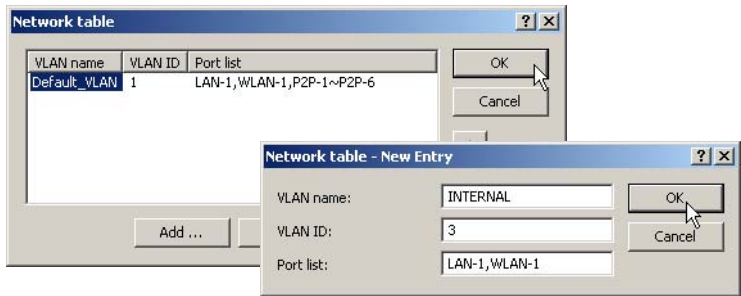 Network table
VLAN name VLAN ID Port list
Default_VLAN 1 LAN-1,WLAN-1,P2P-1~P2P-6
OK
Cancel
Add ...
Network table - New Entry
VLAN name: INTERNAL
VLAN ID: 3
Port list: LAN-1,WLAN-1
OK
Cancel